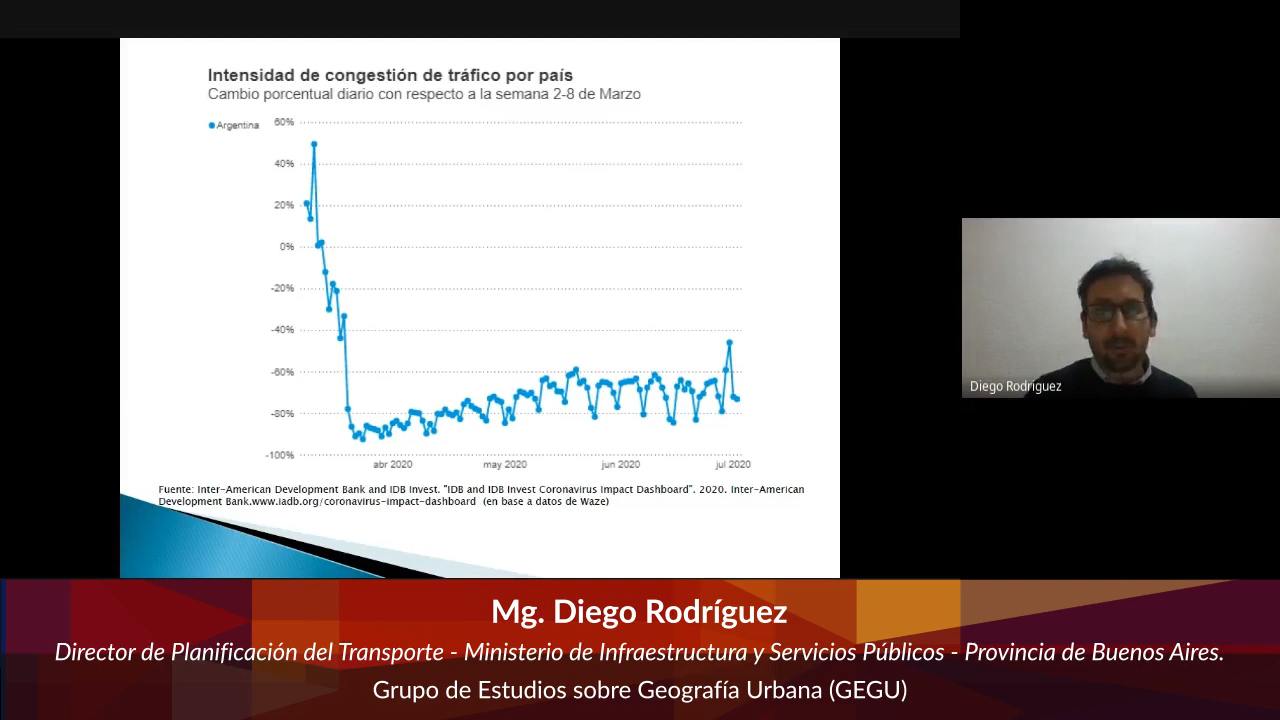 Intensidad de congestión de tráfico por país
Cambio porcentual diario con respecto a la semana 2-8 de Marzo
Argentina
60%
40%
20%
0%
-20%
-40%
-60%
-80%
-100%
abr 2020
may 2020
jun 2020
jul 2020
Fuente: Inter-American Development Bank and IDB Invest. "IDB and IDB Invest Coronavirus Impact Dashboard". 2020. Inter-American
Development Bank.www.iadb.org/coronavirus-impact-dashboard (en base a datos de Waze)
Diego Rodriguez
Mg. Diego Rodríguez
Director de Planificación del Transporte - Ministerio de Infraestructura y Servicios Públicos - Provincia de Buenos Aires.
Grupo de Estudios sobre Geografía Urbana (GEGU)